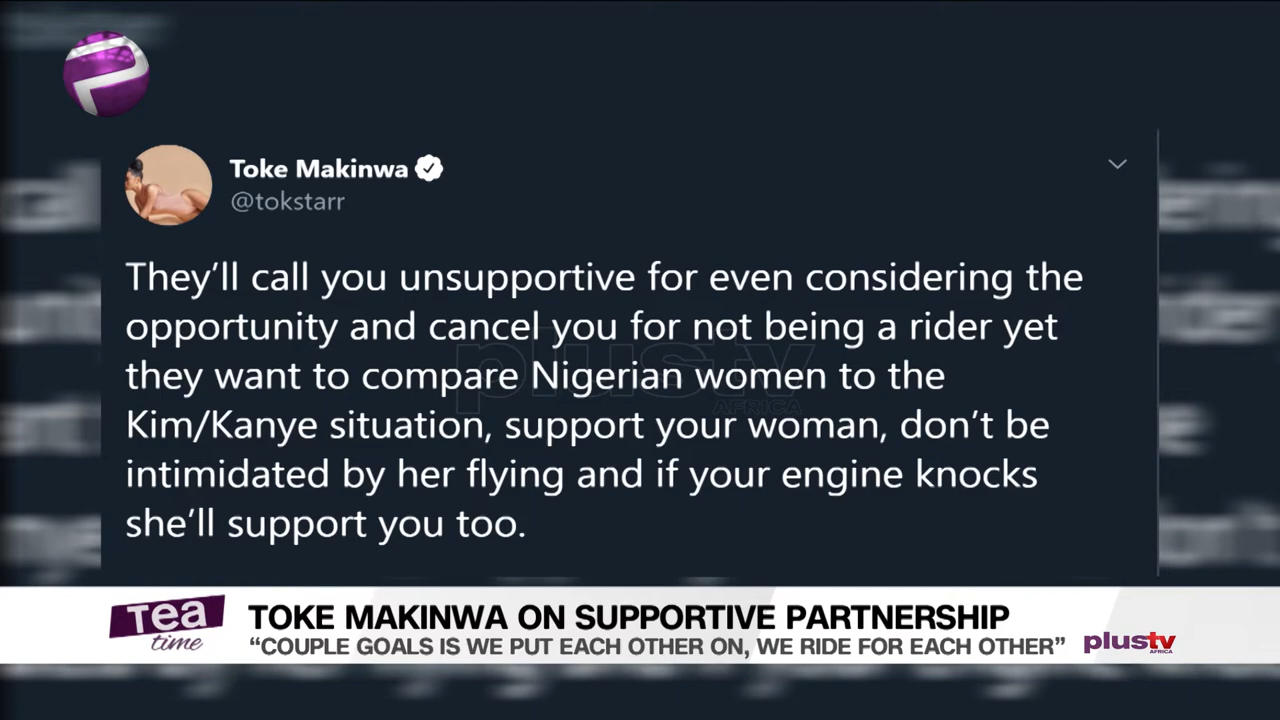 Toke Makinwa
@tokstarr
They’ll call you unsupportive for even considering the
opportunity and cancel you for not being a rider yet
they want to compare Nigerian women to the
Kim/Kanye situation, support your woman, don’t be
intimidated by her flying and if your engine knocks
she’ll support you too.
plustv
AFRICA
Tea
time
TOKE MAKINWA ON SUPPORTIVE PARTNERSHIP
“COUPLE GOALS IS WE PUT EACH OTHER ON, WE RIDE FOR EACH OTHER”
plustv
AFRICA